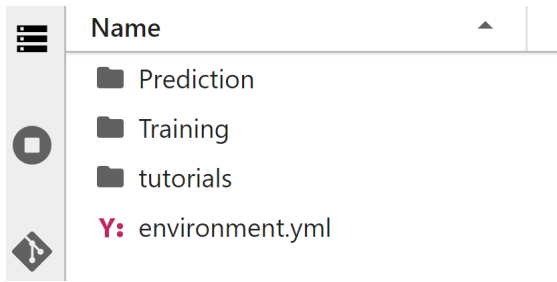 Name
Prediction
Training
tutorials
Y: environment.yml